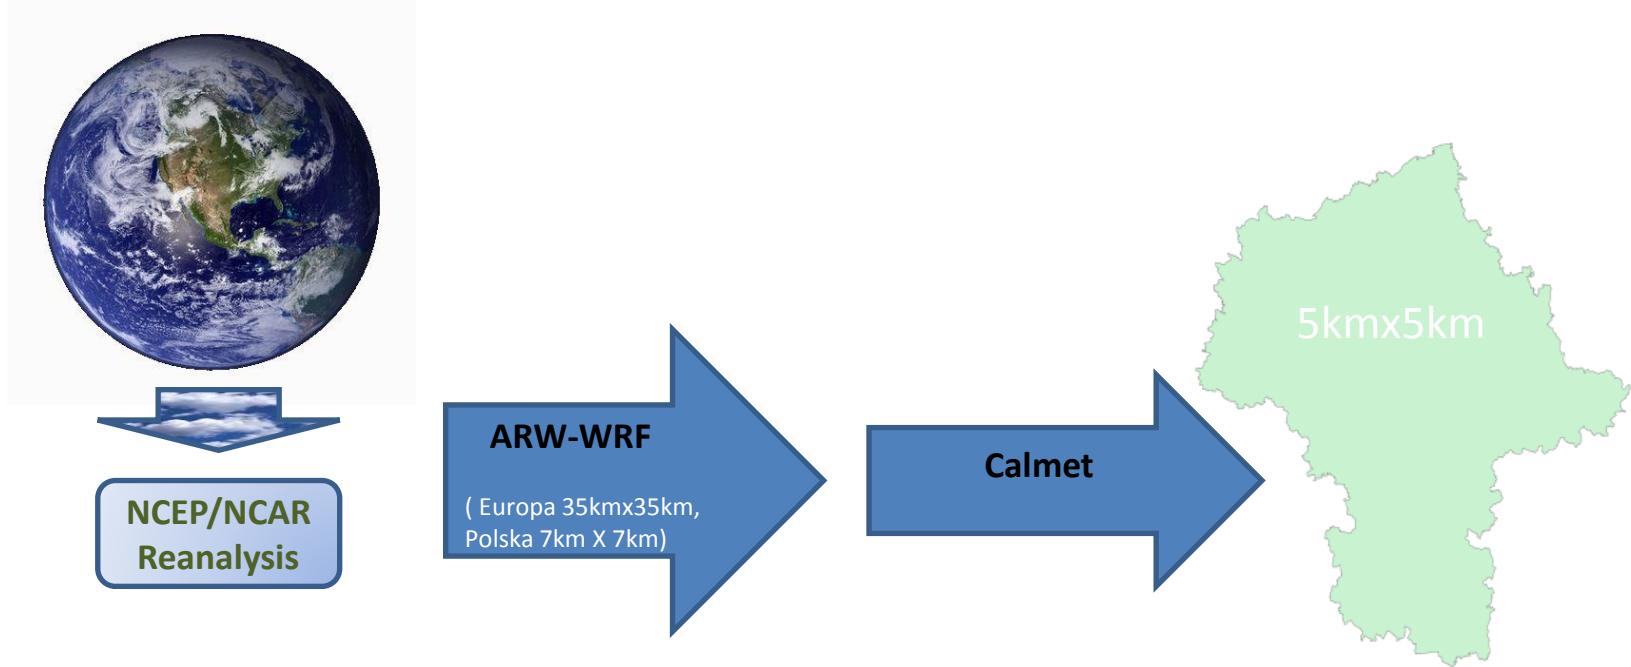 NCEP/NCAR
Reanalysis
ARW-WRF
( Europa 35kmx35km,
Polska 7km X 7km)
Calmet
5kmx5km